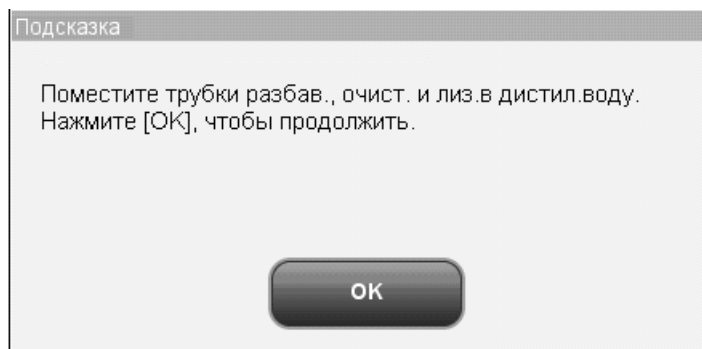 Подсказка
Поместите трубки разбав., очист. и лиз.в дистил.воду.
Нажмите [OK], чтобы продолжить.
OK